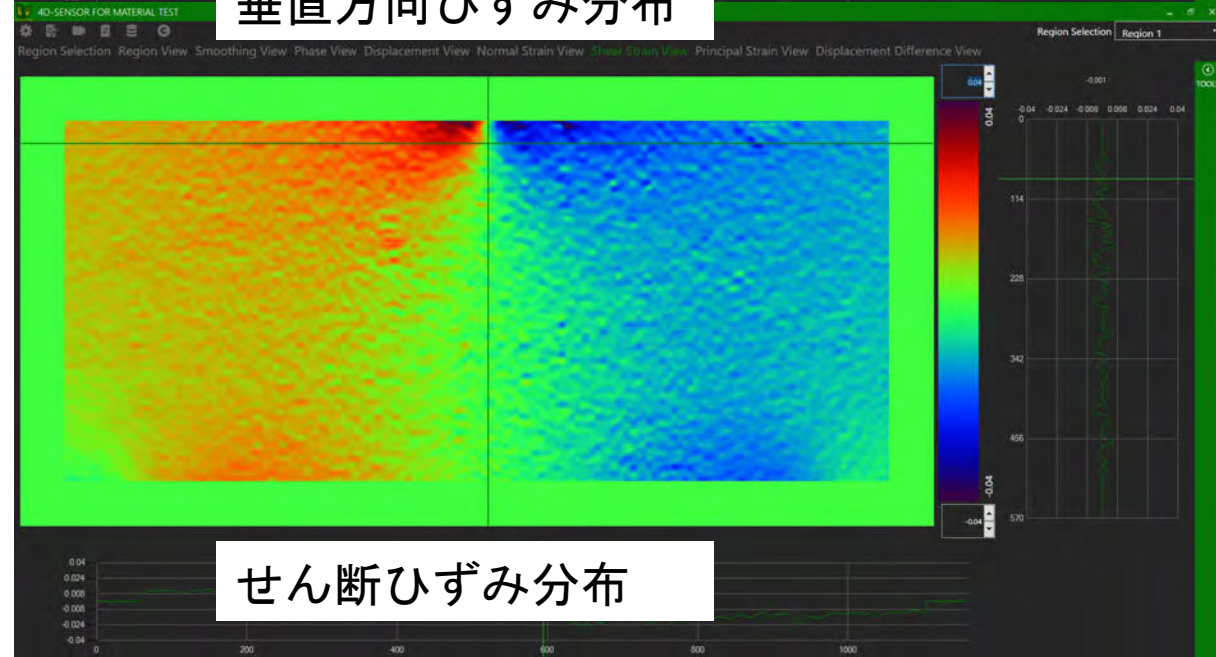 垂直方向ひずみ分布
4D-SENSOR FOR MATERIAL TEST
Region Selection Region 1
Region Selection Region View Smoothing View Phase View Displacement View Normal Strain View Shear Strain View Principal Strain View Displacement Difference View
TOOL
0.04
0.04
-0.04
-0.04
-0.001
-0.04 -0.024 -0.008 0.008 0.024 0.04
0
114
228
342
456
570
せん断ひずみ分布
0.04
0.024
0.008
-0.008
-0.024
-0.04
0 200 400 600 800 1000